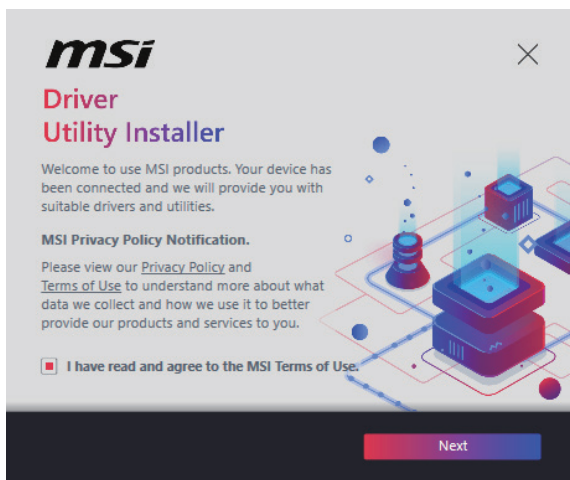 msi
Driver
Utility Installer
Welcome to use MSI products. Your device has
been connected and we will provide you with
suitable drivers and utilities.
MSI Privacy Policy Notification.
Please view our Privacy Policy and
Terms of Use to understand more about what
data we collect and how we use it to better
provide our products and services to you.
I have read and agree to the MSI Terms of Use.
Next